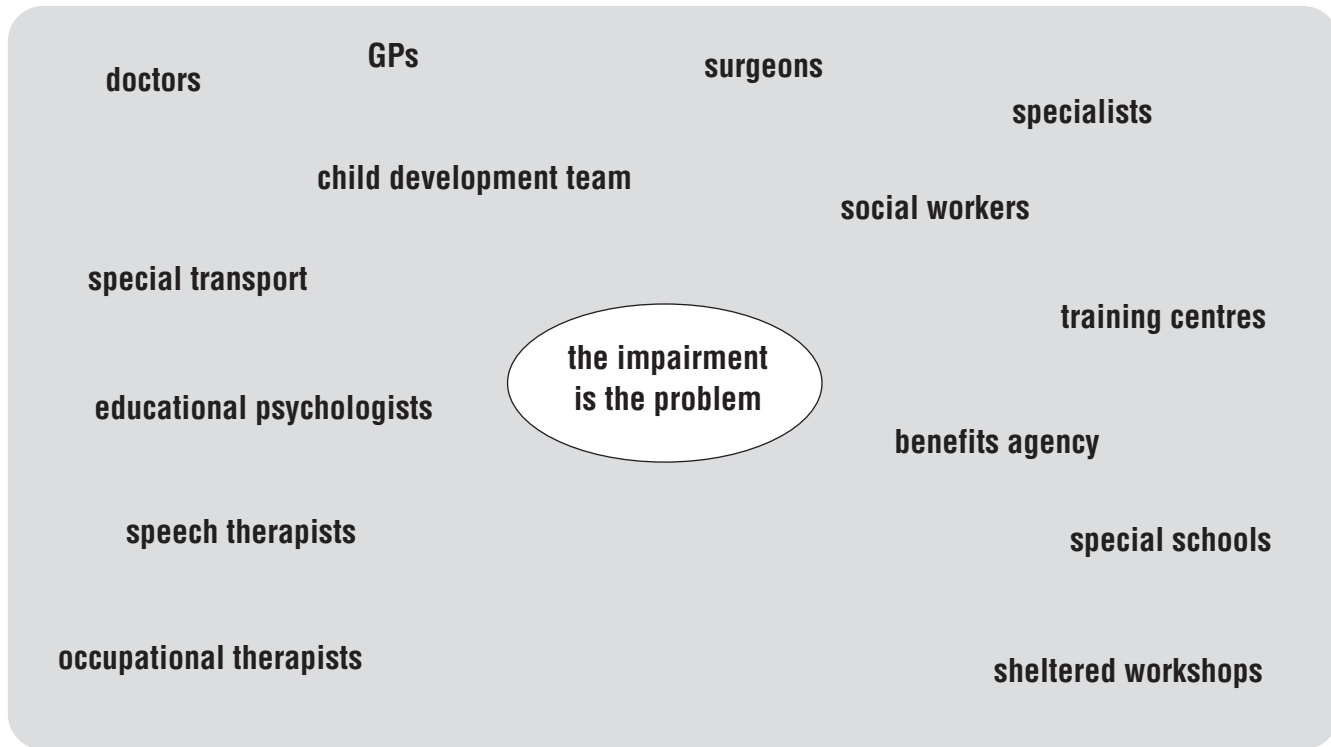 GPs
doctors
surgeons
specialists
child development team
social workers
special transport
training centres
the impairment
is the problem
educational psychologists
benefits agency
speech therapists
special schools
occupational therapists
sheltered workshops